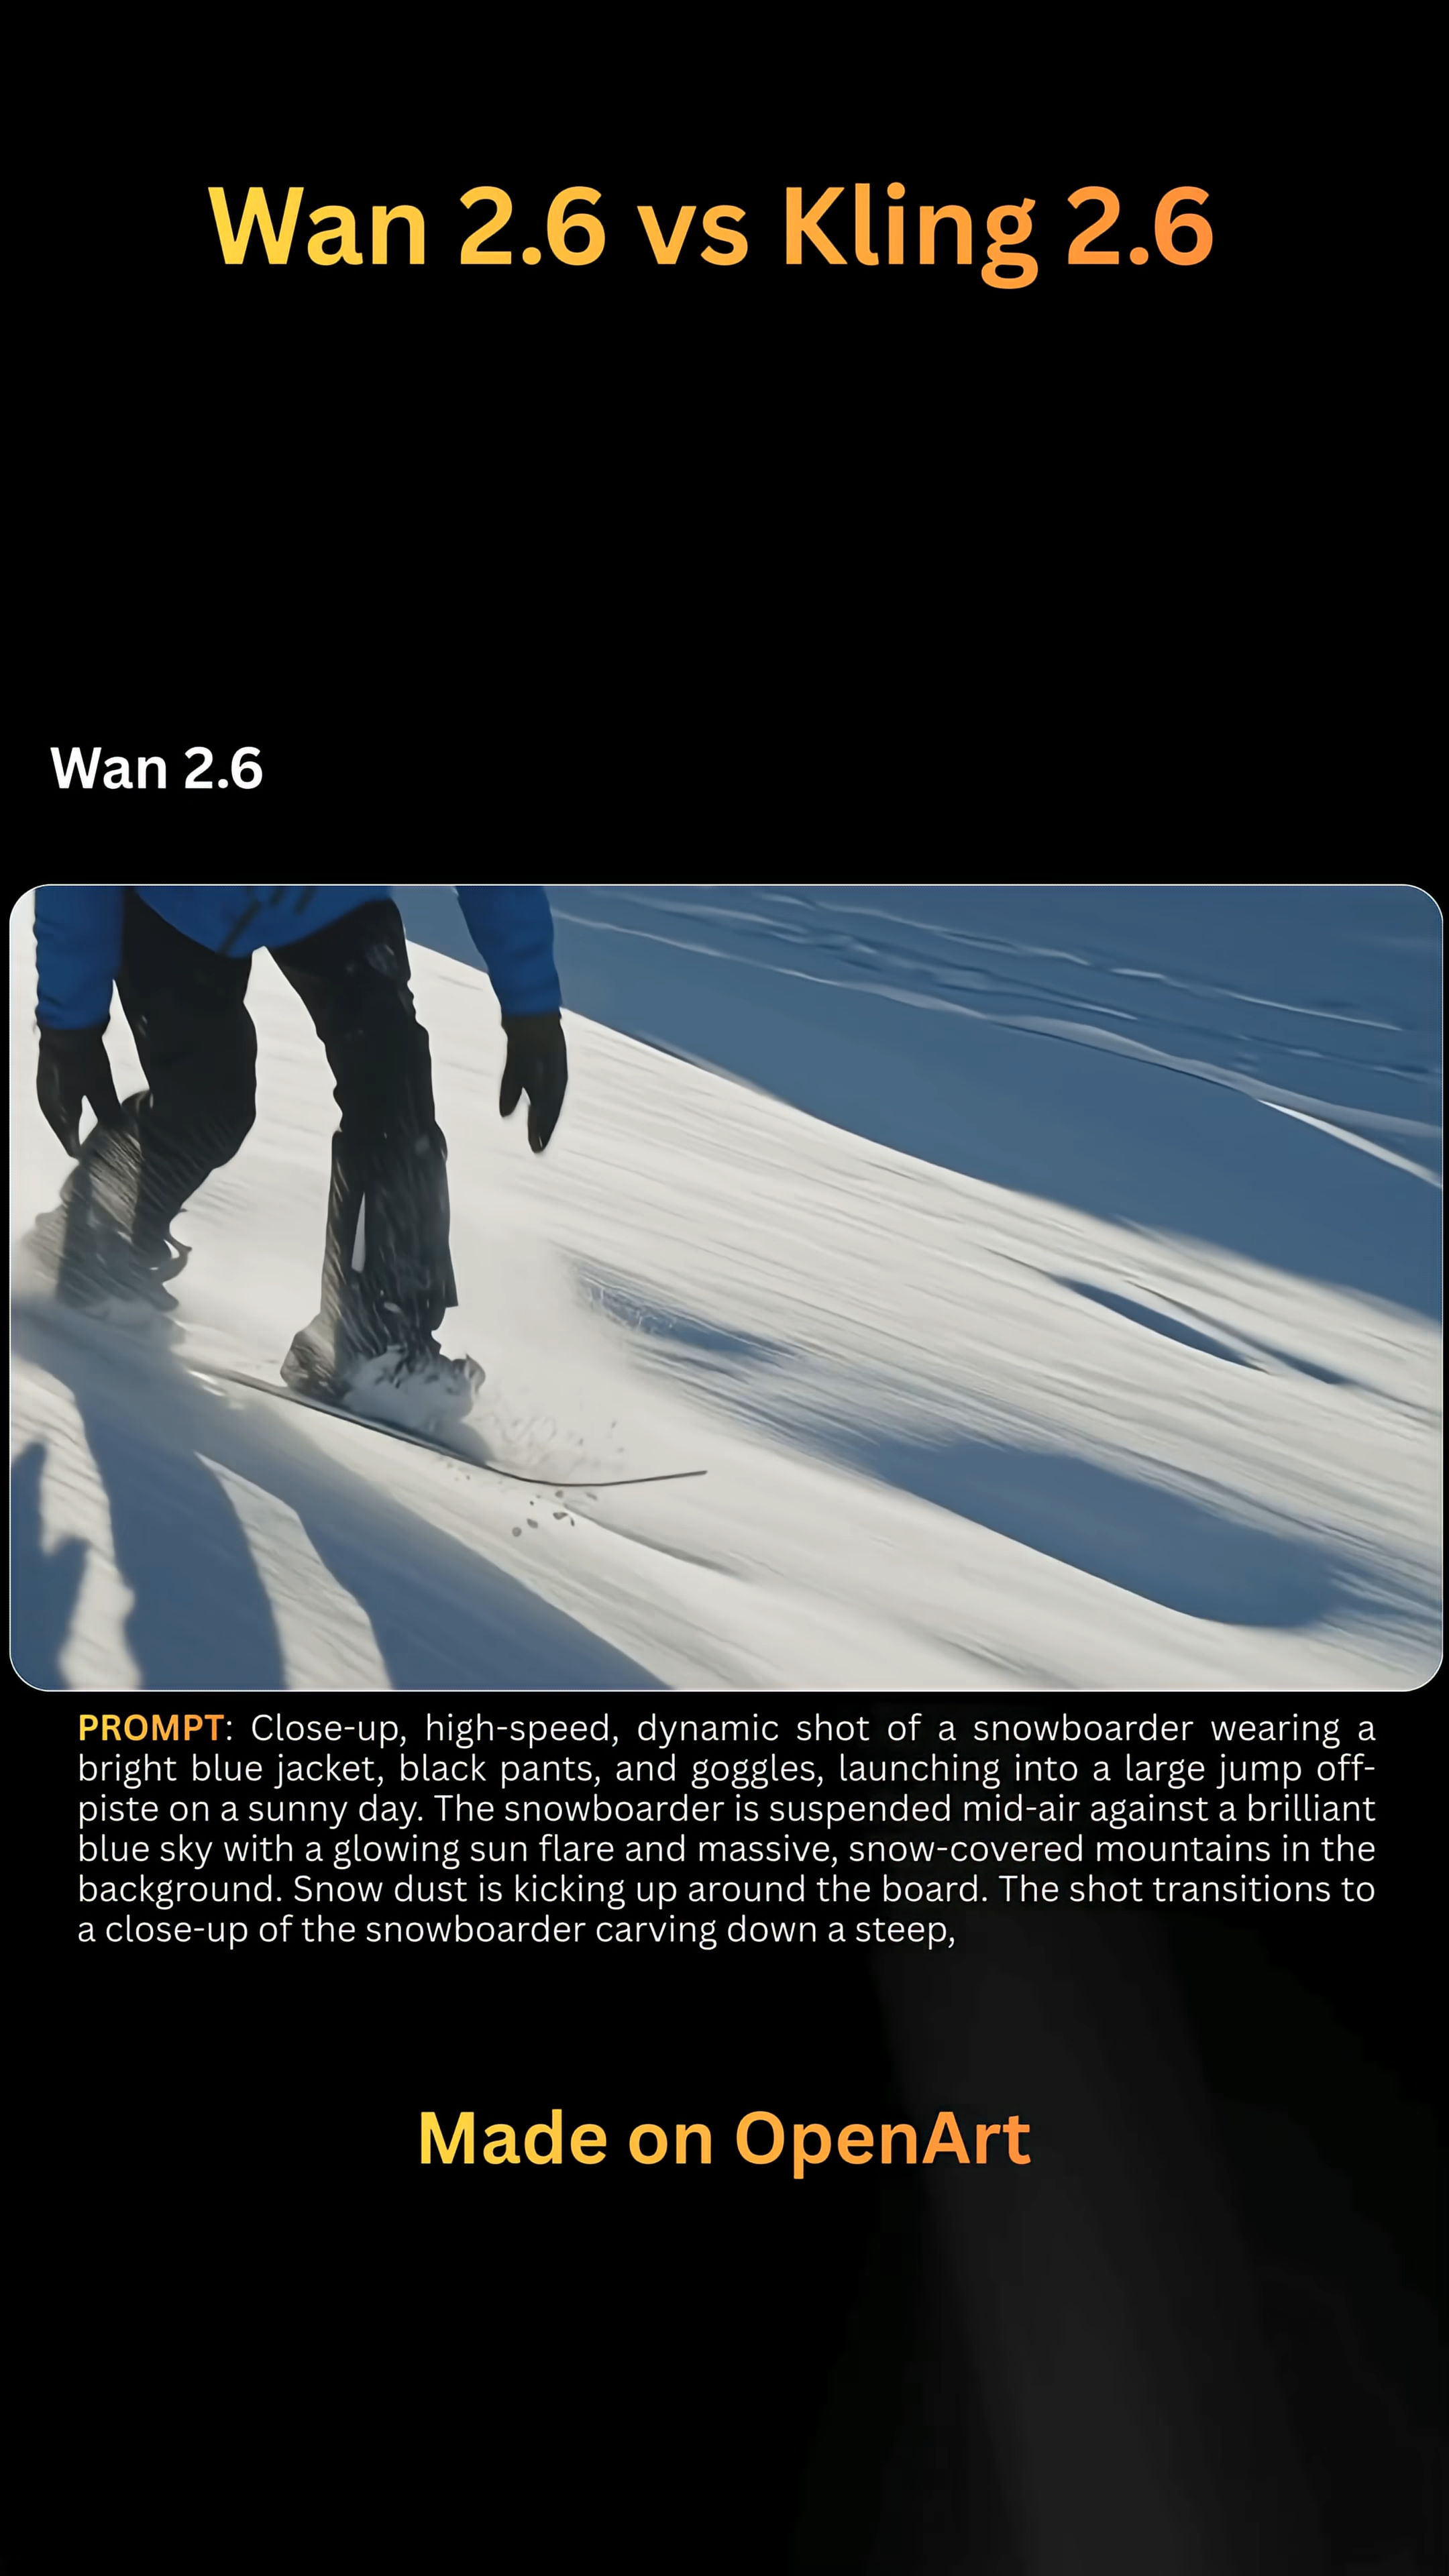 Wan 2.6 vs Kling 2.6
Wan 2.6
PROMPT: Close-up, high-speed, dynamic shot of a snowboarder wearing a
bright blue jacket, black pants, and goggles, launching into a large jump off-
piste on a sunny day. The snowboarder is suspended mid-air against a brilliant
blue sky with a glowing sun flare and massive, snow-covered mountains in the
background. Snow dust is kicking up around the board. The shot transitions to
a close-up of the snowboarder carving down a steep,
Made on OpenArt